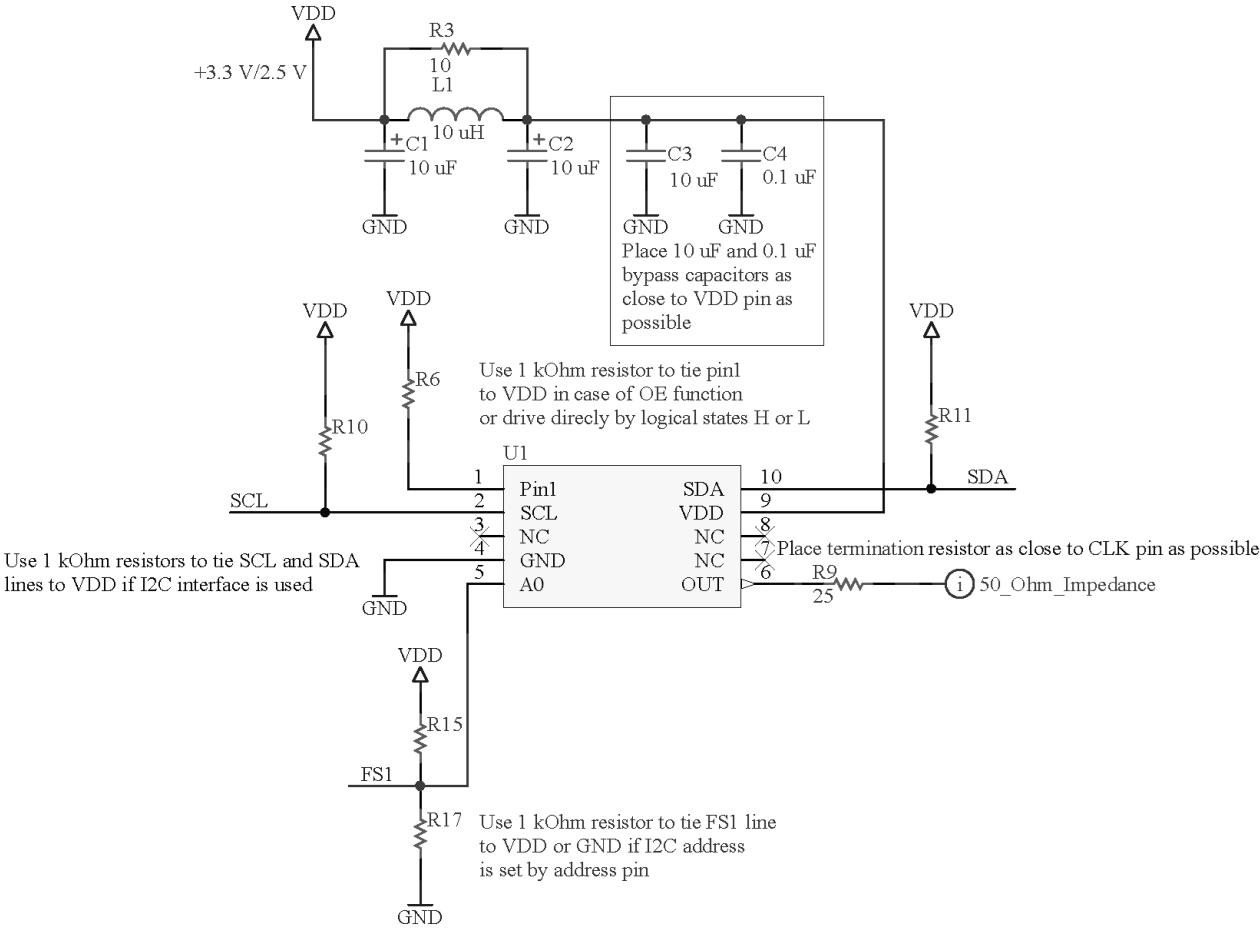 VDD
+3.3 V/2.5 V
R3
10
L1
10 uH
C1
10 uF
C2
10 uF
C3
10 uF
C4
0.1 uF
GND
GND
GND
GND
Place 10 uF and 0.1 uF
bypass capacitors as
close to VDD pin as
possible
VDD
VDD
VDD
R6
R10
R11
Use 1 kOhm resistor to tie pin1
to VDD in case of OE function
or drive direcly by logical states H or L
U1
1
Pin1
SDA
10
SDA
SCL
2
SCL
VDD
9
3
NC
NC
8
4
GND
NC
7
5
A0
OUT
6
Use 1 kOhm resistors to tie SCL and SDA
lines to VDD if I2C interface is used
GND
Place termination resistor as close to CLK pin as possible
R9
25
i
50_Ohm_Impedance
VDD
R15
FS1
R17
GND
Use 1 kOhm resistor to tie FS1 line
to VDD or GND if I2C address
is set by address pin